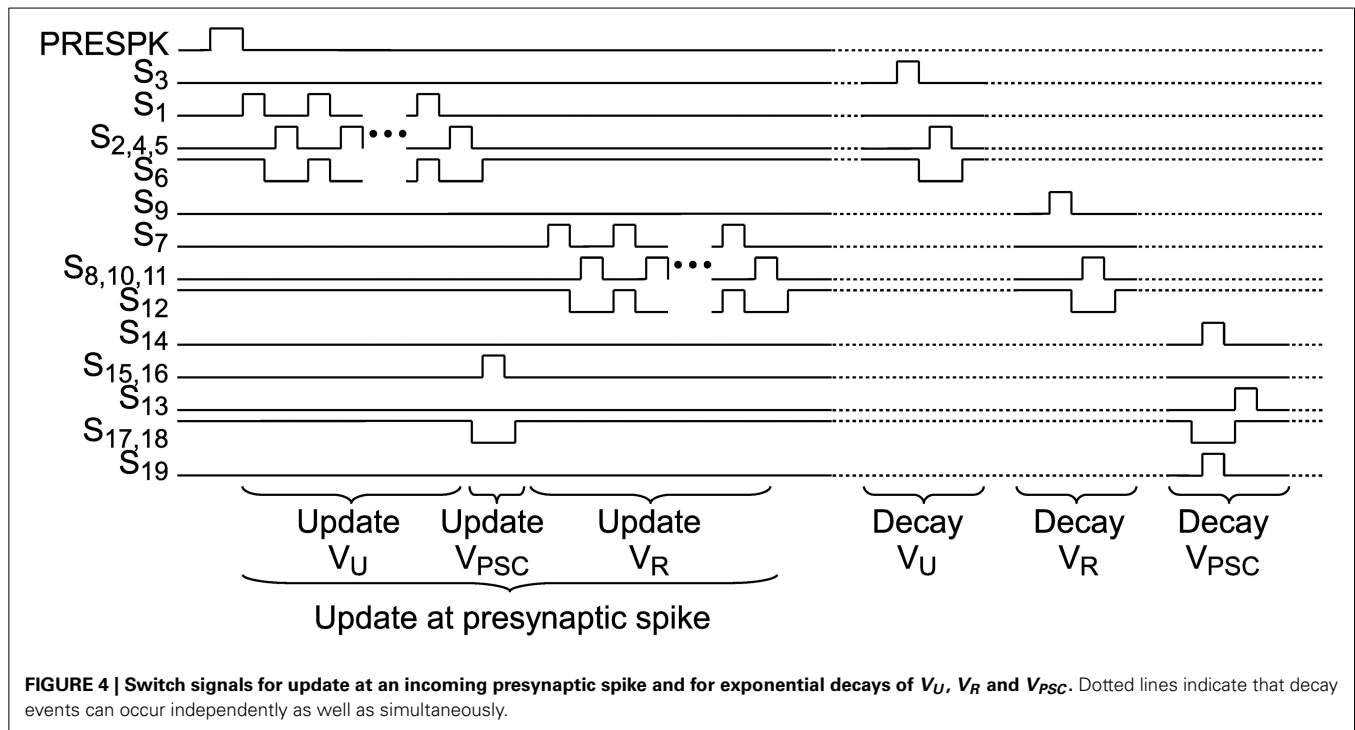 PRESPK
S3
S1
S2,4,5
S6
S9
S7
S8,10,11
S12
S14
S15,16
S13
S17,18
S19
Update VU
Update VPSC
Update VR
Decay VU
Decay VR
Decay VPSC
Update at presynaptic spike
FIGURE 4 | Switch signals for update at an incoming presynaptic spike and for exponential decays of VU, VR and VPSC. Dotted lines indicate that decay
events can occur independently as well as simultaneously.